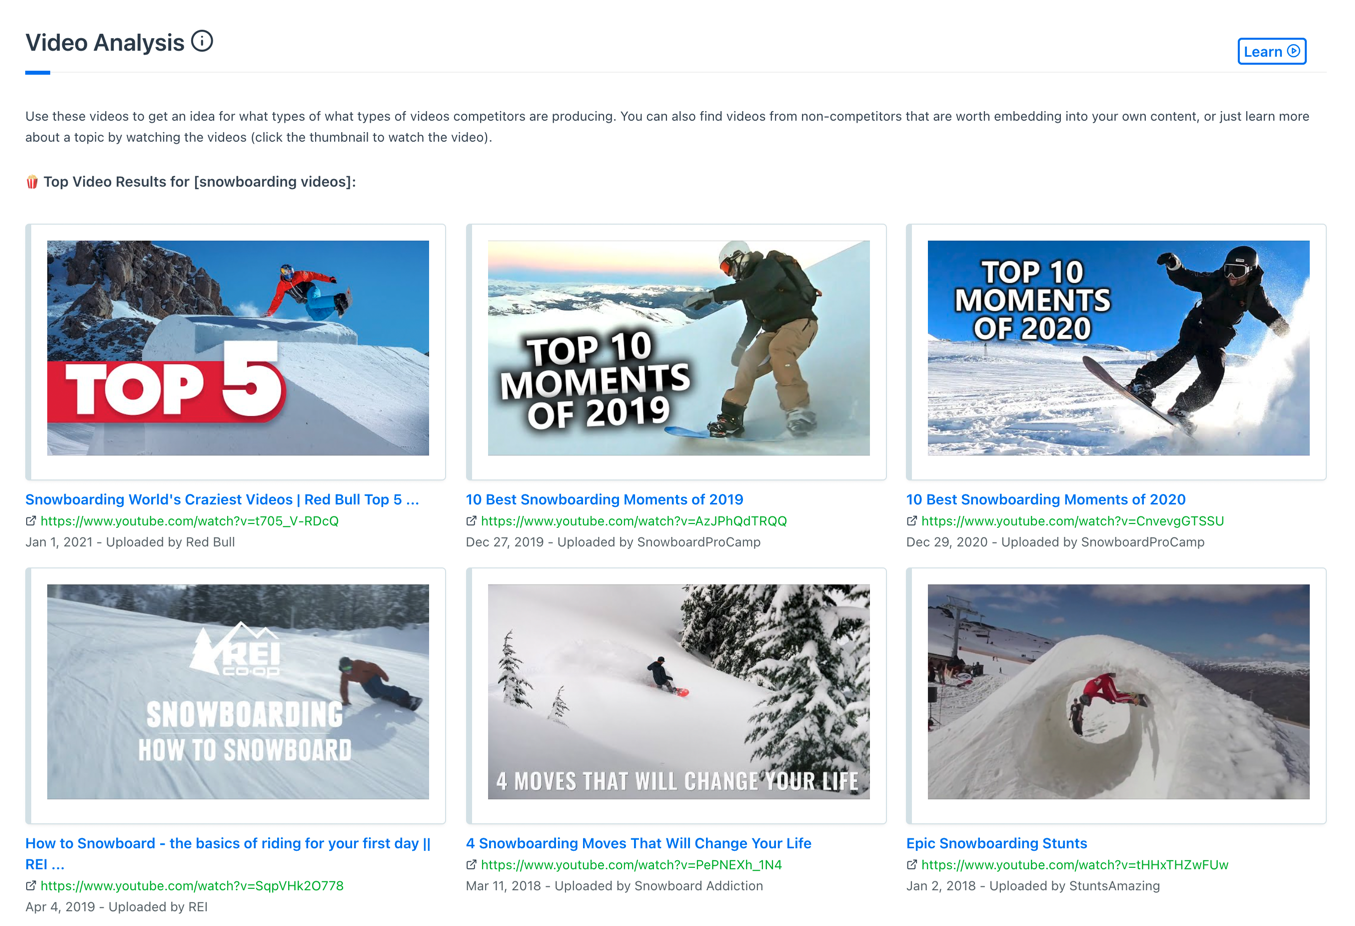 Video Analysis
Learn
Use these videos to get an idea for what types of what types of videos competitors are producing. You can also find videos from non-competitors that are worth embedding into your own content, or just learn more
about a topic by watching the videos (click the thumbnail to watch the video).
Top Video Results for [snowboarding videos]:
TOP 5
TOP 10
MOMENTS
OF 2019
TOP 10
MOMENTS
OF 2020
Snowboarding World's Craziest Videos | Red Bull Top 5 ...
https://www.youtube.com/watch?v=t705_V-RDcQ
Jan 1, 2021 - Uploaded by Red Bull
10 Best Snowboarding Moments of 2019
https://www.youtube.com/watch?v=AzJPhQdTRQQ
Dec 27, 2019 - Uploaded by SnowboardProCamp
10 Best Snowboarding Moments of 2020
https://www.youtube.com/watch?v=CnvevgGTSSU
Dec 29, 2020 - Uploaded by SnowboardProCamp
REI
CO·OP
SNOWBOARDING
HOW TO SNOWBOARD
4 MOVES THAT WILL CHANGE YOUR LIFE
How to Snowboard - the basics of riding for your first day ||
REI ...
https://www.youtube.com/watch?v=SqpVHk2O778
Apr 4, 2019 - Uploaded by REI
4 Snowboarding Moves That Will Change Your Life
https://www.youtube.com/watch?v=PePNEXh_1N4
Mar 11, 2018 - Uploaded by Snowboard Addiction
Epic Snowboarding Stunts
https://www.youtube.com/watch?v=tHHxTHZwFUw
Jan 2, 2018 - Uploaded by StuntsAmazing